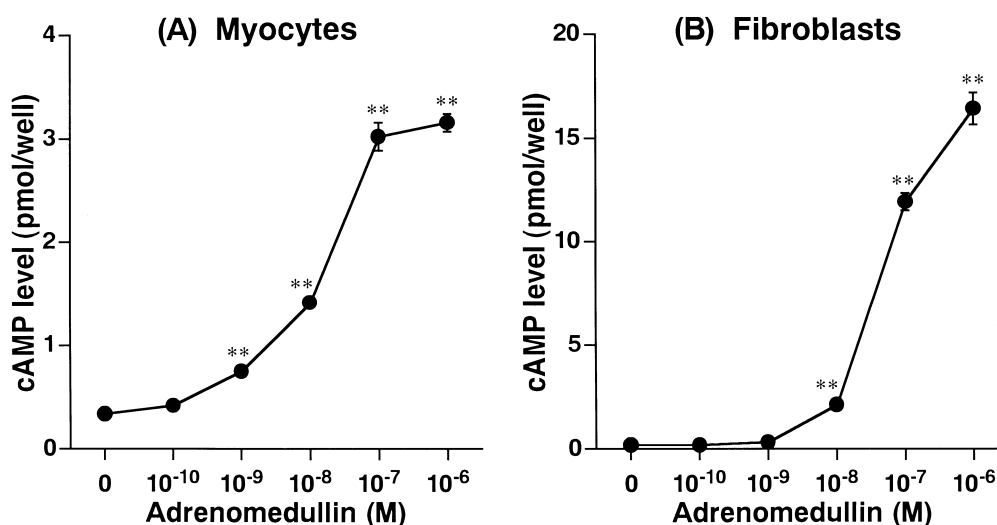 (A) Myocytes
cAMP level (pmol/well)
4
3
2
1
0
**
**
**
**
0 10⁻¹⁰ 10⁻⁹ 10⁻⁸ 10⁻⁷ 10⁻⁶
Adrenomedullin (M)
(B) Fibroblasts
cAMP level (pmol/well)
20
15
10
5
0
**
**
**
0 10⁻¹⁰ 10⁻⁹ 10⁻⁸ 10⁻⁷ 10⁻⁶
Adrenomedullin (M)